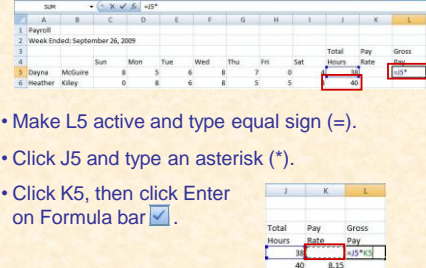 SUM =J5*
A B C D E F G H I J K L
1 Payroll
2 Week Ended: September 26, 2009
3 Total Pay Gross
4 Sun Mon Tue Wed Thu Fri Sat Hours Rate Pay
5 Dayna McGuire 8 5 6 8 7 0 38 =J5*
6 Heather Kiley 0 8 6 8 5 5 40
• Make L5 active and type equal sign (=).
• Click J5 and type an asterisk (*).
• Click K5, then click Enter
on Formula bar .
J K L
Total Pay Gross
Hours Rate Pay
38 =J5*K5
40 8.15